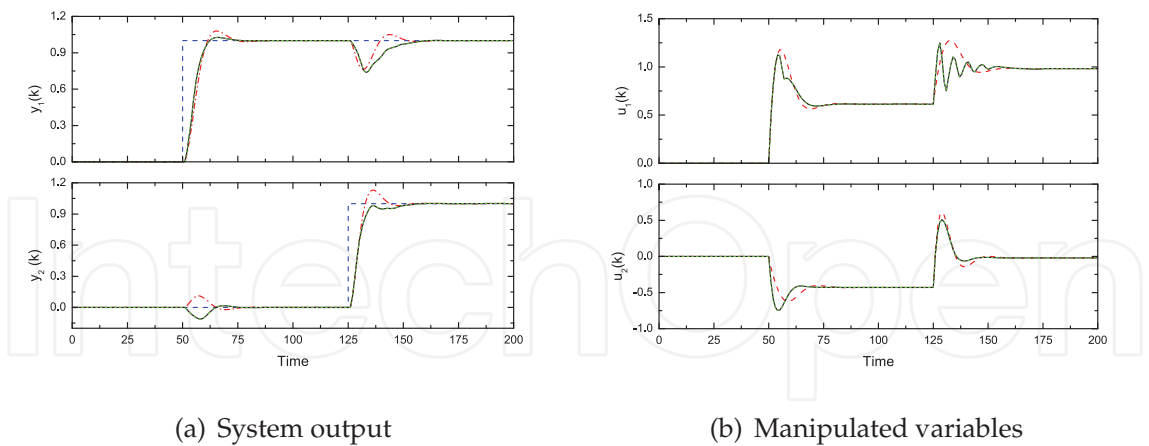 1.2
0.9
0.6
0.3
0.0
y₁(k)
1.2
0.9
0.6
0.3
0.0
y₂ (k)
0 25 50 75 100 125 150 175 200
Time
(a) System output
1.5
1.0
0.5
0.0
u₁(k)
1.0
0.5
0.0
-0.5
-1.0
u₂(k)
0 25 50 75 100 125 150 175 200
Time
(b) Manipulated variables
IntechOpen